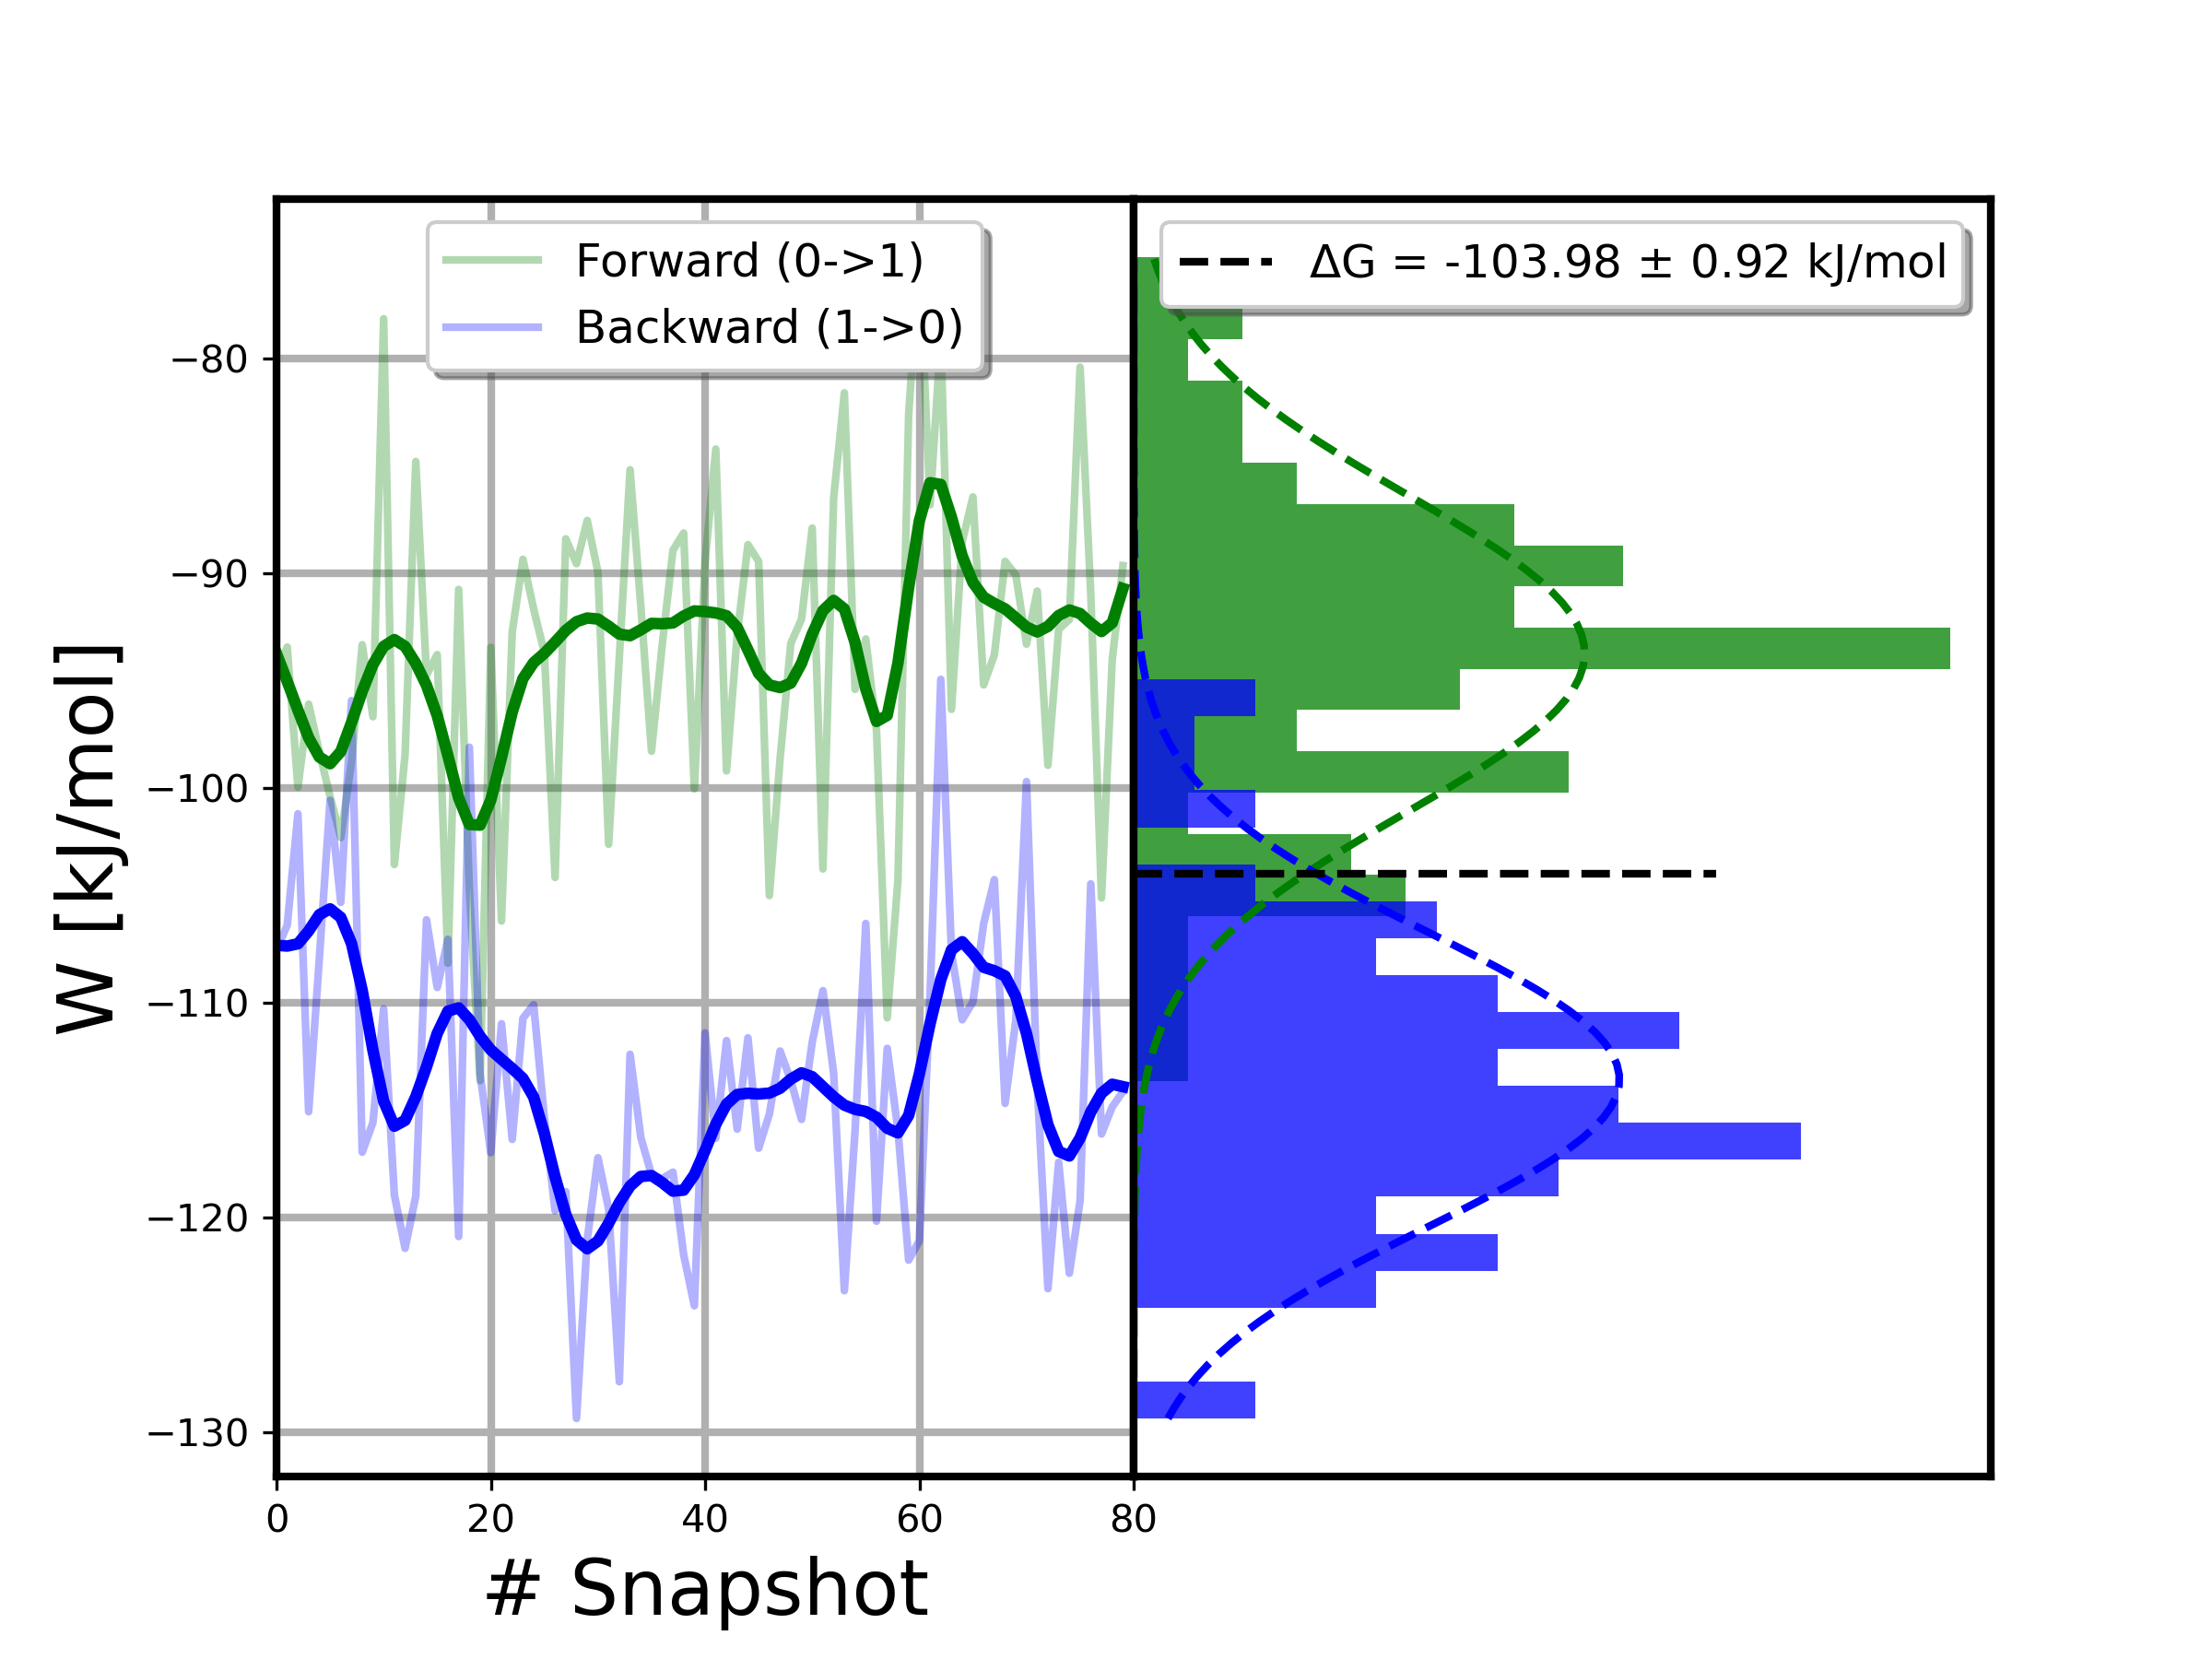 Forward (0->1)
Backward (1->0)
ΔG = -103.98 ± 0.92 kJ/mol
W [kJ/mol]
−80
−90
−100
−110
−120
−130
0 20 40 60 80
# Snapshot